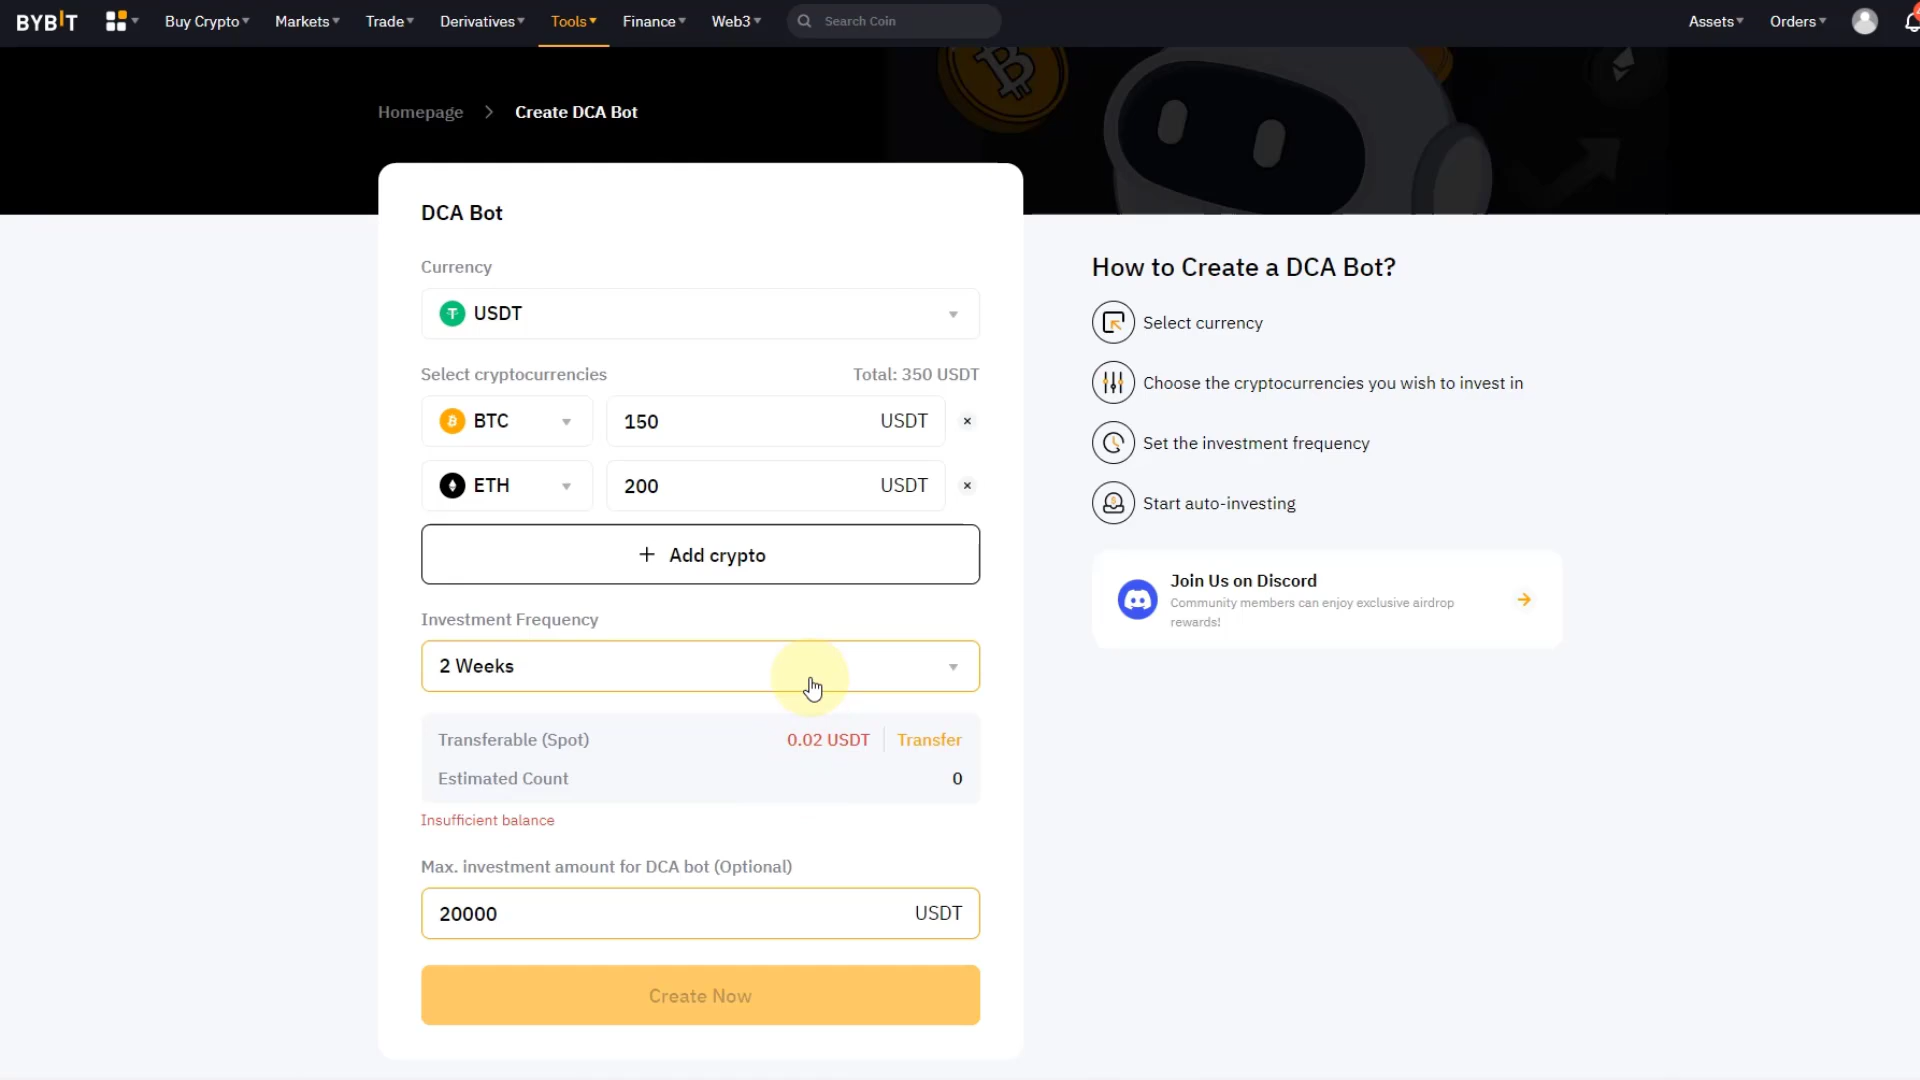 BYBIT Buy Crypto Markets Trade Derivatives Tools Finance Web3 Search Coin Assets Orders
Homepage > Create DCA Bot
DCA Bot
Currency
USDT
Select cryptocurrencies Total: 350 USDT
BTC 150 USDT ×
ETH 200 USDT ×
+ Add crypto
Investment Frequency
2 Weeks
Transferable (Spot) 0.02 USDT Transfer
Estimated Count 0
Insufficient balance
Max. investment amount for DCA bot (Optional)
20000 USDT
Create Now
How to Create a DCA Bot?
Select currency
Choose the cryptocurrencies you wish to invest in
Set the investment frequency
Start auto-investing
Join Us on Discord
Community members can enjoy exclusive airdrop
rewards!